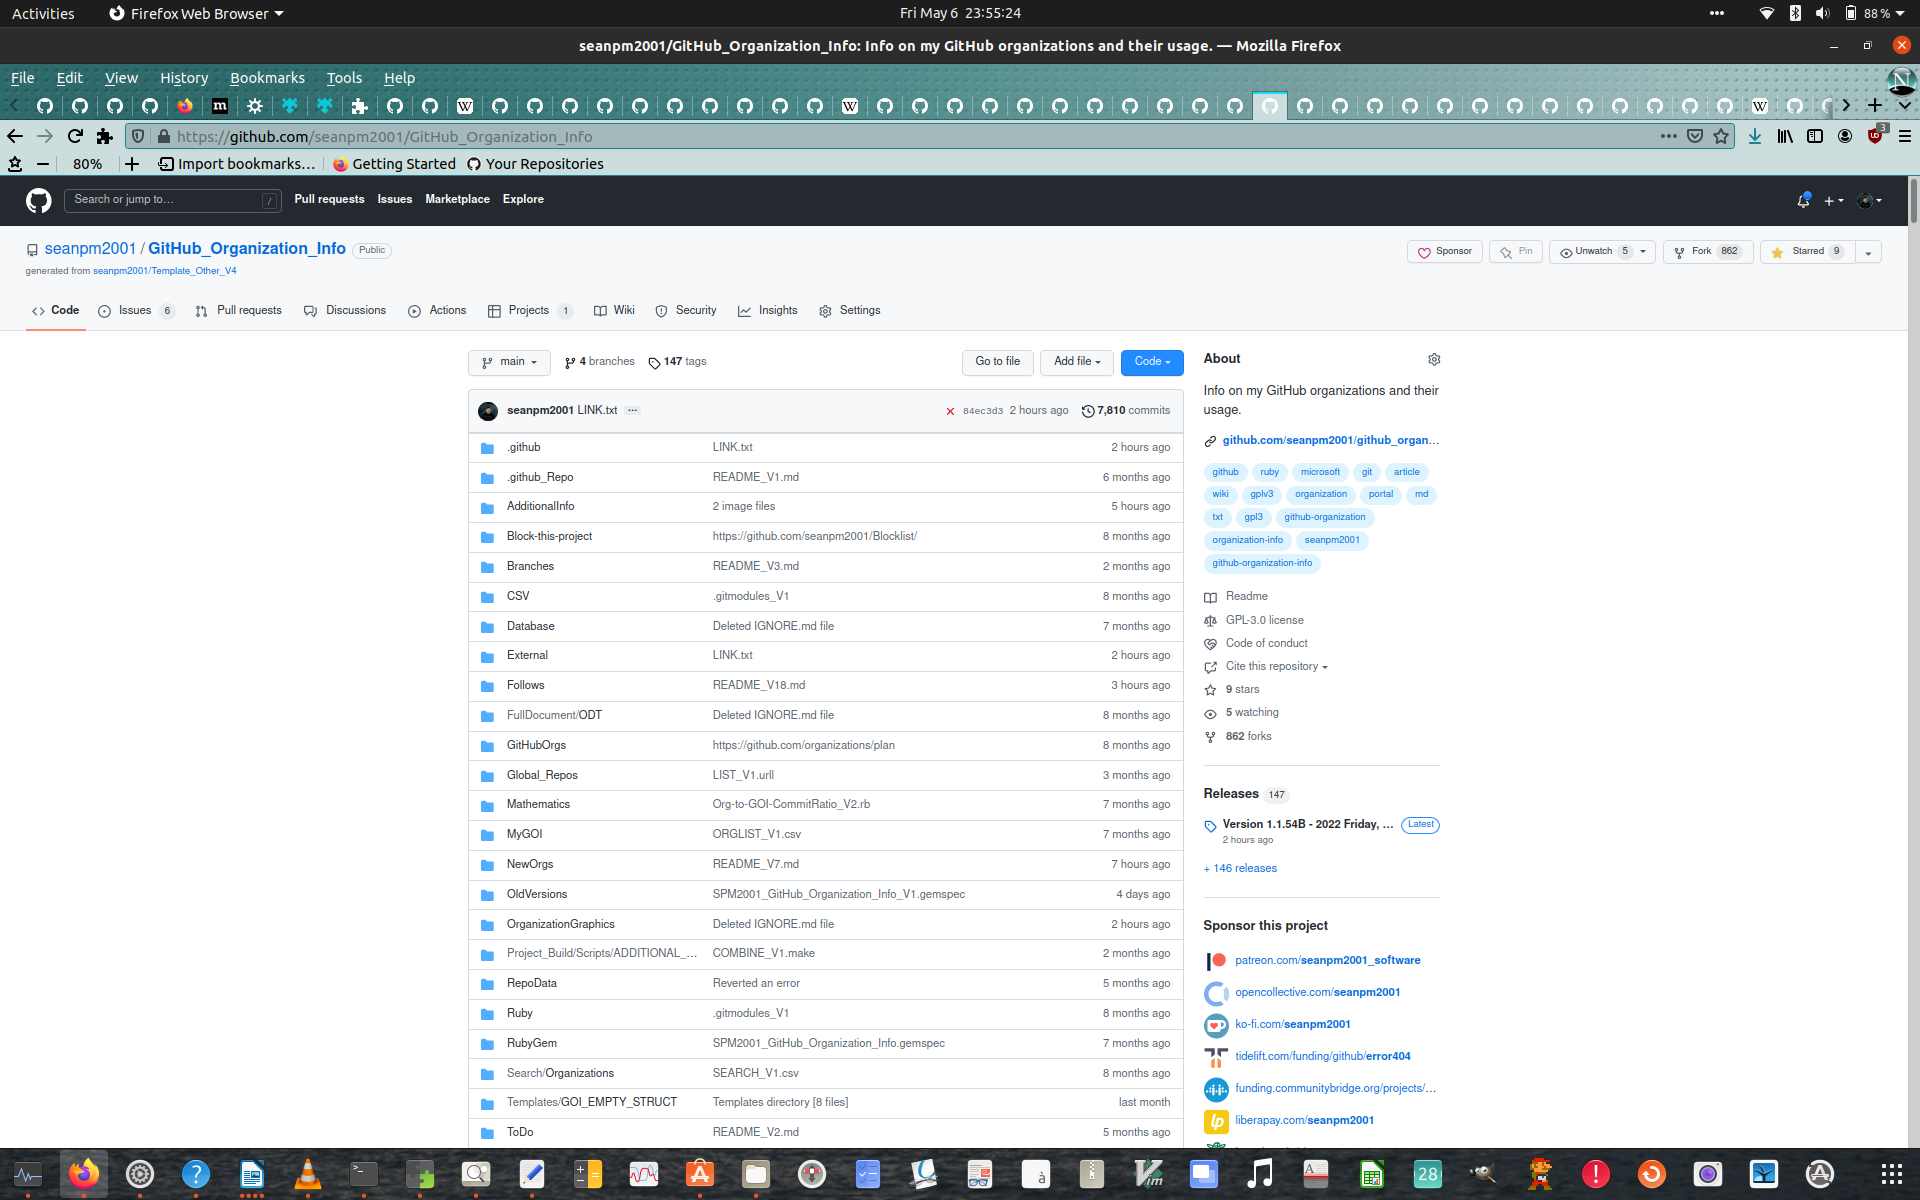 Activities Firefox Web Browser Fri May 6 23:55:24 88%
seanpm2001/GitHub_Organization_Info: Info on my GitHub organizations and their usage. — Mozilla Firefox
File Edit View History Bookmarks Tools Help
https://github.com/seanpm2001/GitHub_Organization_Info 3
80% Import bookmarks… Getting Started Your Repositories
Search or jump to… / Pull requests Issues Marketplace Explore
seanpm2001 / GitHub_Organization_Info Public Sponsor Pin Unwatch 5 Fork 862 Starred 9
generated from seanpm2001/Template_Other_V4
Code Issues 6 Pull requests Discussions Actions Projects 1 Wiki Security Insights Settings
main 4 branches 147 tags Go to file Add file Code
seanpm2001 LINK.txt ··· 84ec3d3 2 hours ago 7,810 commits
.github LINK.txt 2 hours ago
.github_Repo README_V1.md 6 months ago
AdditionalInfo 2 image files 5 hours ago
Block-this-project https://github.com/seanpm2001/Blocklist/ 8 months ago
Branches README_V3.md 2 months ago
CSV .gitmodules_V1 8 months ago
Database Deleted IGNORE.md file 7 months ago
External LINK.txt 2 hours ago
Follows README_V18.md 3 hours ago
FullDocument/ODT Deleted IGNORE.md file 8 months ago
GitHubOrgs https://github.com/organizations/plan 8 months ago
Global_Repos LIST_V1.urll 3 months ago
Mathematics Org-to-GOI-CommitRatio_V2.rb 7 months ago
MyGOI ORGLIST_V1.csv 7 months ago
NewOrgs README_V7.md 7 hours ago
OldVersions SPM2001_GitHub_Organization_Info_V1.gemspec 4 days ago
OrganizationGraphics Deleted IGNORE.md file 2 hours ago
Project_Build/Scripts/ADDITIONAL_… COMBINE_V1.make 2 months ago
RepoData Reverted an error 5 months ago
Ruby .gitmodules_V1 8 months ago
RubyGem SPM2001_GitHub_Organization_Info.gemspec 7 months ago
Search/Organizations SEARCH_V1.csv 8 months ago
Templates/GOI_EMPTY_STRUCT Templates directory [8 files] last month
ToDo README_V2.md 5 months ago
About
Info on my GitHub organizations and their
usage.
github.com/seanpm2001/github_organ…
github ruby microsoft git article
wiki gplv3 organization portal md
txt gpl3 github-organization
organization-info seanpm2001
github-organization-info
Readme
GPL-3.0 license
Code of conduct
Cite this repository
9 stars
5 watching
862 forks
Releases 147
Version 1.1.54B - 2022 Friday, … Latest
2 hours ago
+ 146 releases
Sponsor this project
patreon.com/seanpm2001_software
opencollective.com/seanpm2001
ko-fi.com/seanpm2001
tidelift.com/funding/github/error404
funding.communitybridge.org/projects/…
liberapay.com/seanpm2001
28